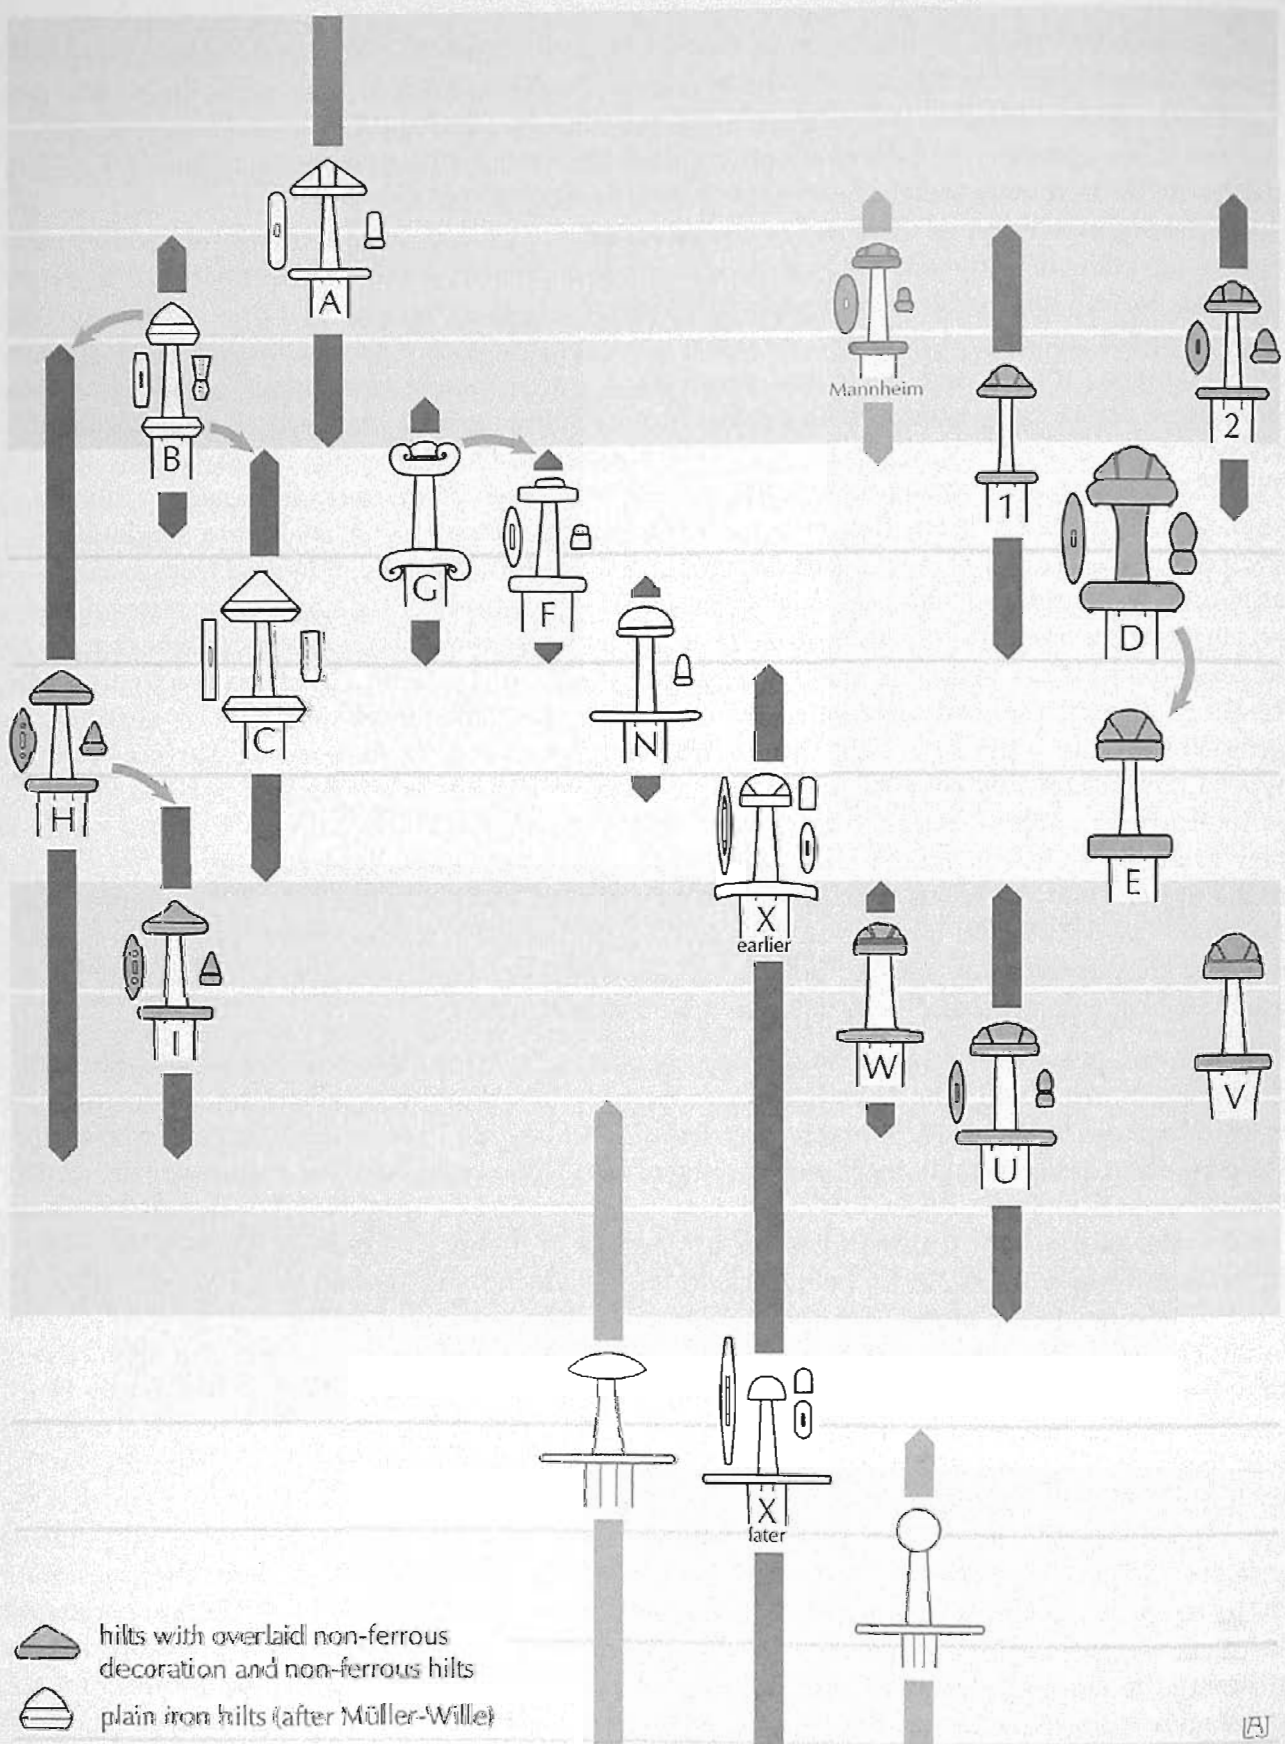 A
B
Mannheim
1
2
G
F
D
C
N
H
E
X
earlier
I
W
U
V
X
later
hilts with overlaid non-ferrous
decoration and non-ferrous hilts
plain iron hilts (after Müller-Wille)